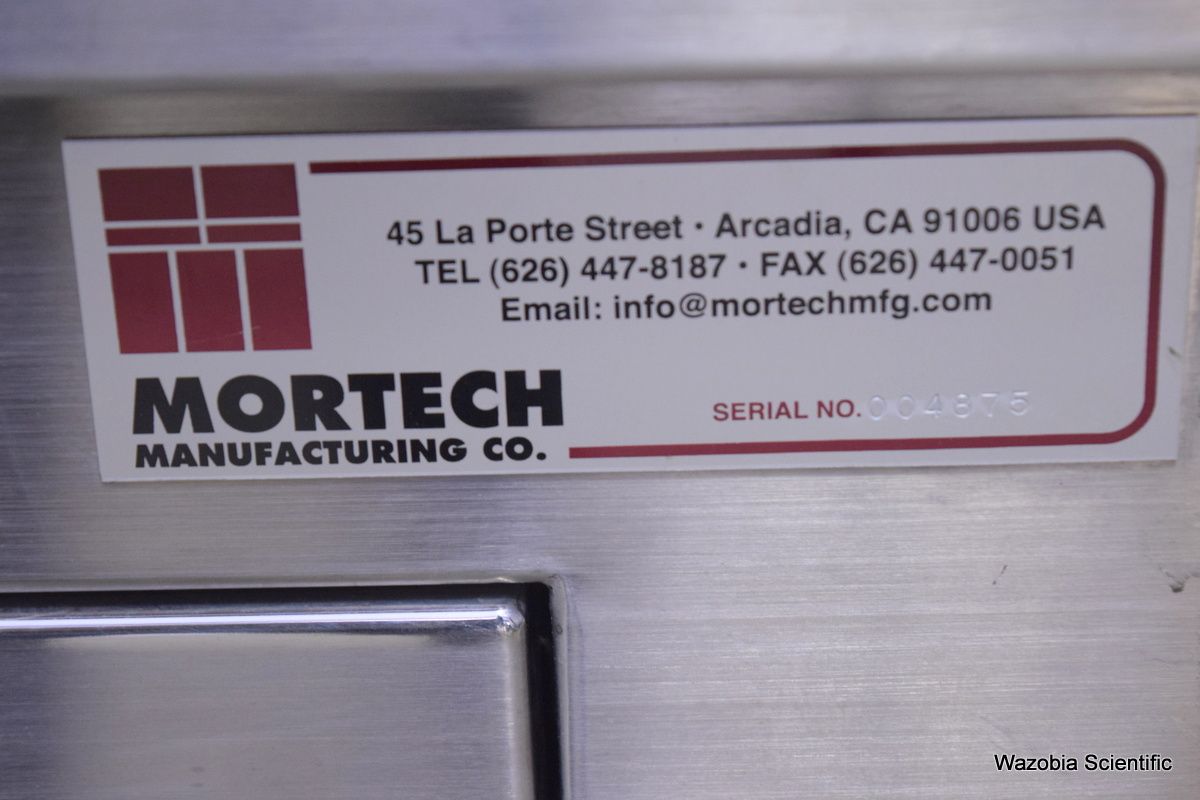 45 La Porte Street · Arcadia, CA 91006 USA
TEL (626) 447-8187 · FAX (626) 447-0051
Email: info@mortechmfg.com
MORTECH
MANUFACTURING CO.
SERIAL NO. 004875
Wazobia Scientific